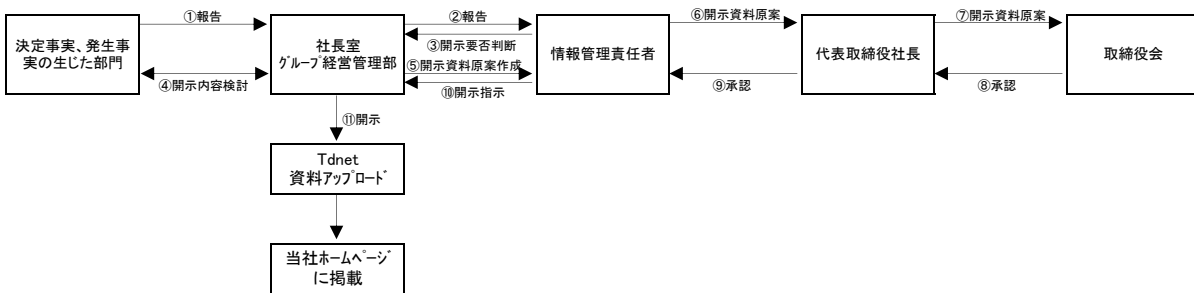 ①報告
②報告
⑥開示資料原案
⑦開示資料原案
決定事実、発生事
実の生じた部門
社長室
グループ経営管理部
③開示要否判断
情報管理責任者
代表取締役社長
取締役会
④開示内容検討
⑤開示資料原案作成
⑨承認
⑧承認
⑩開示指示
⑪開示
Tdnet
資料アップロード
当社ホームページ
に掲載